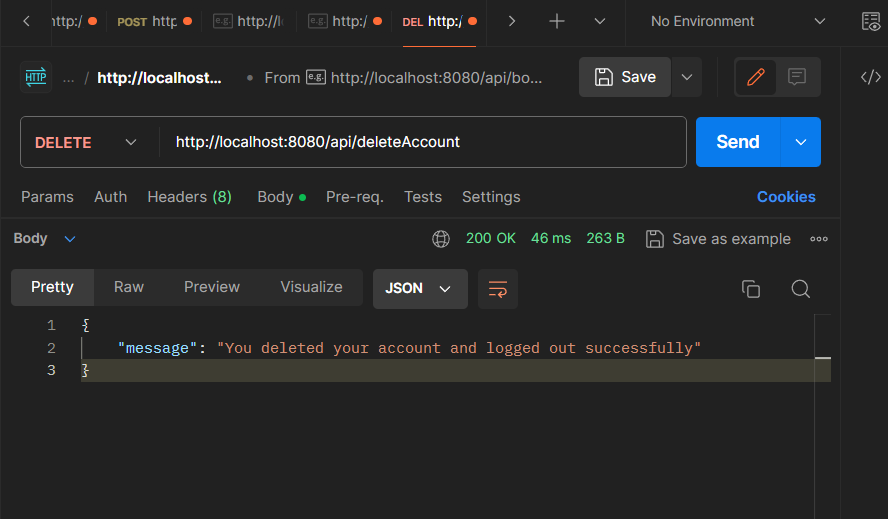 http:/ POST http e.g. http://l e.g. http:/ DEL http:/ No Environment
HTTP ... / http://localhost... From e.g. http://localhost:8080/api/bo... Save
DELETE http://localhost:8080/api/deleteAccount Send
Params Auth Headers (8) Body Pre-req. Tests Settings Cookies
Body 200 OK 46 ms 263 B Save as example
Pretty Raw Preview Visualize JSON
1 {
2 "message": "You deleted your account and logged out successfully"
3 }